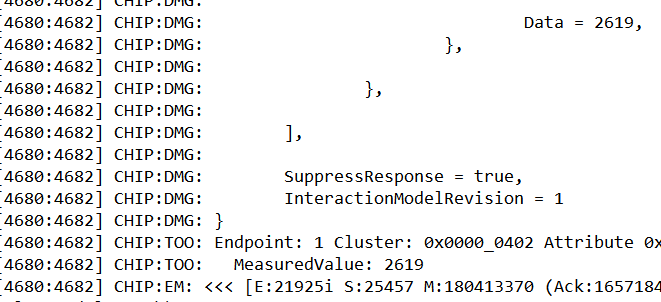 [4680:4682] CHIP:DMG:
[4680:4682] CHIP:DMG: Data = 2619,
[4680:4682] CHIP:DMG: },
[4680:4682] CHIP:DMG:
[4680:4682] CHIP:DMG: },
[4680:4682] CHIP:DMG:
[4680:4682] CHIP:DMG: ],
[4680:4682] CHIP:DMG:
[4680:4682] CHIP:DMG: SuppressResponse = true,
[4680:4682] CHIP:DMG: InteractionModelRevision = 1
[4680:4682] CHIP:DMG: }
[4680:4682] CHIP:TOO: Endpoint: 1 Cluster: 0x0000_0402 Attribute 0x
[4680:4682] CHIP:TOO: MeasuredValue: 2619
[4680:4682] CHIP:EM: <<< [E:21925i S:25457 M:180413370 (Ack:1657184